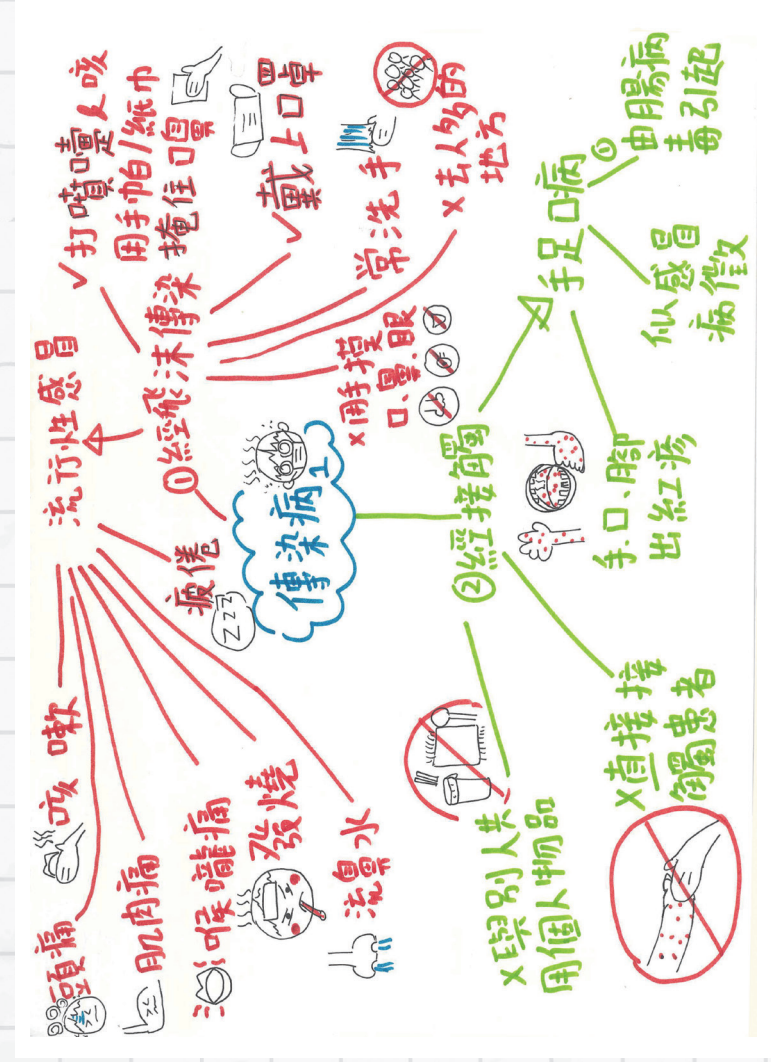 傳染病1
①經飛沫傳染
✓打噴嚏及咳
用手帕/紙巾
掩住口鼻
✓戴上口罩
常洗手
x去人多的
地方
x用手摸
口、鼻、眼
流行性感冒
疲倦
流鼻水
發燒
喉嚨痛
肌肉痛
頭痛
咳嗽
zzz
②經接觸
手足口病
①由腸病
毒引起
似感冒
病徵
手、口、腳
出紅疹
x直接接
觸患者
x與別人共
用個人物品